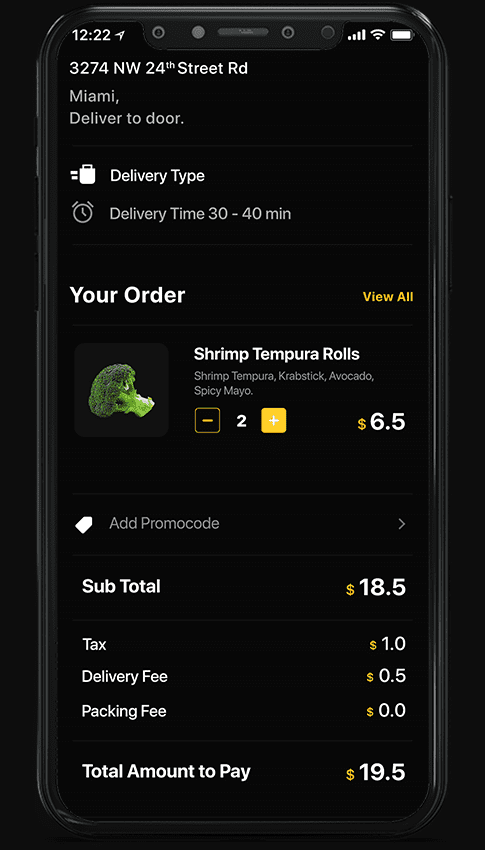 12:22
3274 NW 24th Street Rd
Miami,
Deliver to door.
Delivery Type
Delivery Time 30 - 40 min
Your Order View All
Shrimp Tempura Rolls
Shrimp Tempura, Krabstick, Avocado,
Spicy Mayo.
− 2 + $ 6.5
Add Promocode
Sub Total $ 18.5
Tax $ 1.0
Delivery Fee $ 0.5
Packing Fee $ 0.0
Total Amount to Pay $ 19.5